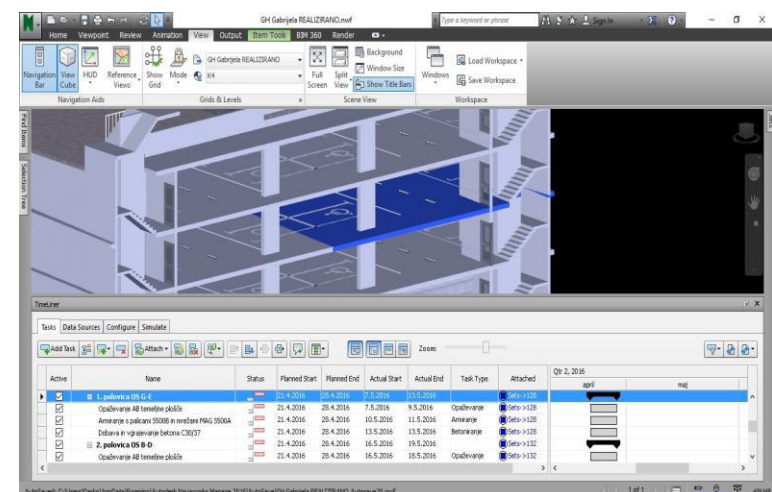 GH Gabrijela REALIZIRANO.nwf
Type a keyword or phrase
Sign In
Home Viewpoint Review Animation View Output Item Tools BIM 360 Render
Navigation Bar
View Cube
HUD
Reference Views
Show Grid
Mode
GH Gabrijela REALIZIRANO
K4
Full Screen
Split View
Background
Window Size
Show Title Bars
Windows
Load Workspace
Save Workspace
Navigation Aids
Grids & Levels
Scene View
Workspace
Find Items
Selection Tree
Sets
TimeLiner
Tasks Data Sources Configure Simulate
Add Task
Attach
Zoom:
Active Name Status Planned Start Planned End Actual Start Actual End Task Type Attached
Qtr 2, 2016
april maj
1. polovica OS G-E 21.4.2016 28.4.2016 7.5.2016 13.5.2016 Sets->128
Opaževanje AB temeljne plošče 21.4.2016 28.4.2016 7.5.2016 9.5.2016 Opaževanje Sets->128
Armiranje s palicami S500B in mrežami MAG S500A 21.4.2016 28.4.2016 10.5.2016 11.5.2016 Armiranje Sets->128
Dobava in vgrajevanje betona C30/37 21.4.2016 28.4.2016 13.5.2016 13.5.2016 Betoniranje Sets->128
2. polovica OS B-D 21.4.2016 28.4.2016 16.5.2016 19.5.2016 Sets->132
Opaževanje AB temeljne plošče 21.4.2016 28.4.2016 16.5.2016 18.5.2016 Opaževanje Sets->132
1 of 1